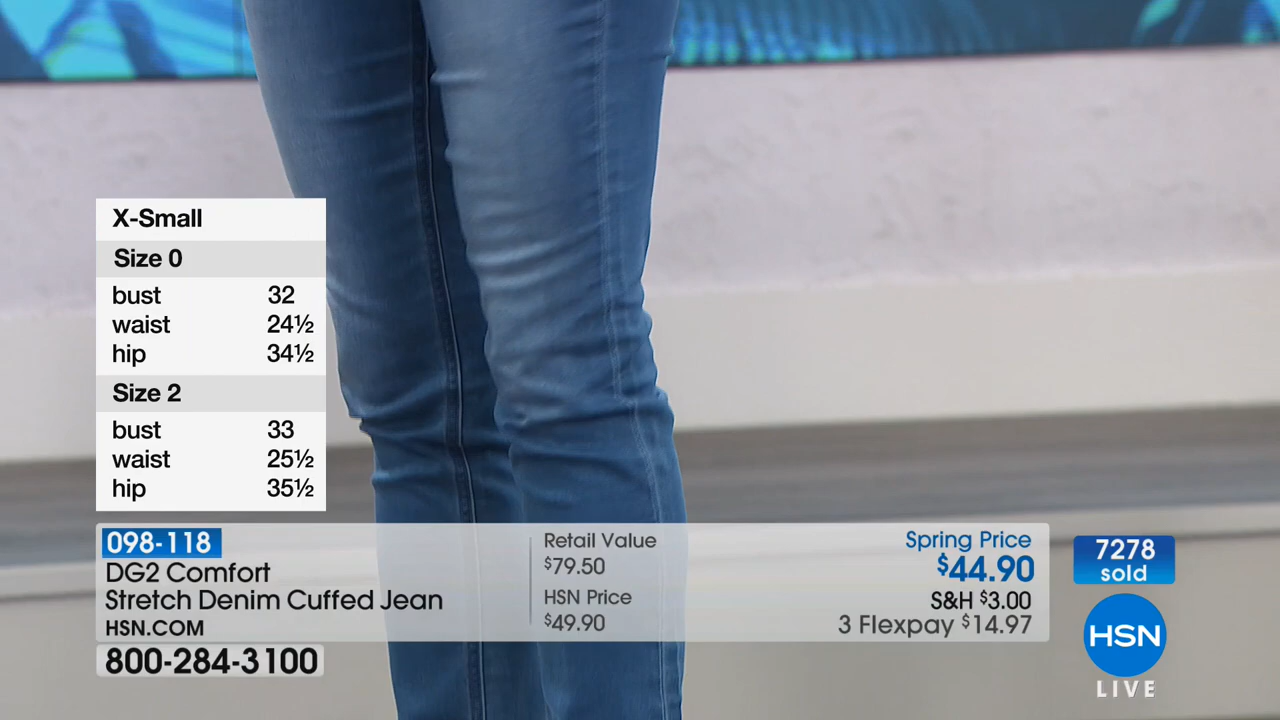 X-Small
Size 0
bust 32
waist 24½
hip 34½
Size 2
bust 33
waist 25½
hip 35½
098-118
DG2 Comfort
Stretch Denim Cuffed Jean
HSN.COM
800-284-3100
Retail Value
$79.50
HSN Price
$49.90
Spring Price
$44.90
S&H $3.00
3 Flexpay $14.97
7278
sold
HSN
LIVE